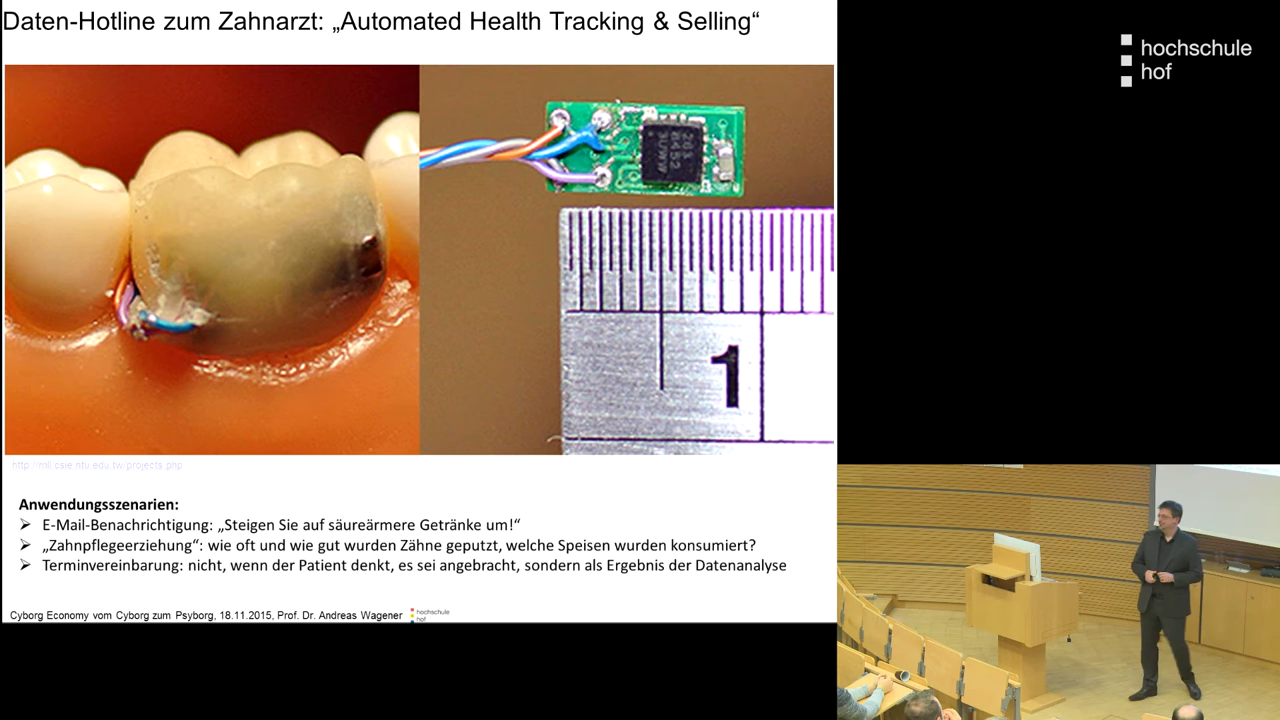 Daten-Hotline zum Zahnarzt: „Automated Health Tracking & Selling“
hochschule
hof
1
http://mll.csie.ntu.edu.tw/projects.php
Anwendungsszenarien:
E-Mail-Benachrichtigung: „Steigen Sie auf säureärmere Getränke um!“
„Zahnpflegeerziehung“: wie oft und wie gut wurden Zähne geputzt, welche Speisen wurden konsumiert?
Terminvereinbarung: nicht, wenn der Patient denkt, es sei angebracht, sondern als Ergebnis der Datenanalyse
Cyborg Economy vom Cyborg zum Psyborg, 18.11.2015, Prof. Dr. Andreas Wagener
hochschule
hof